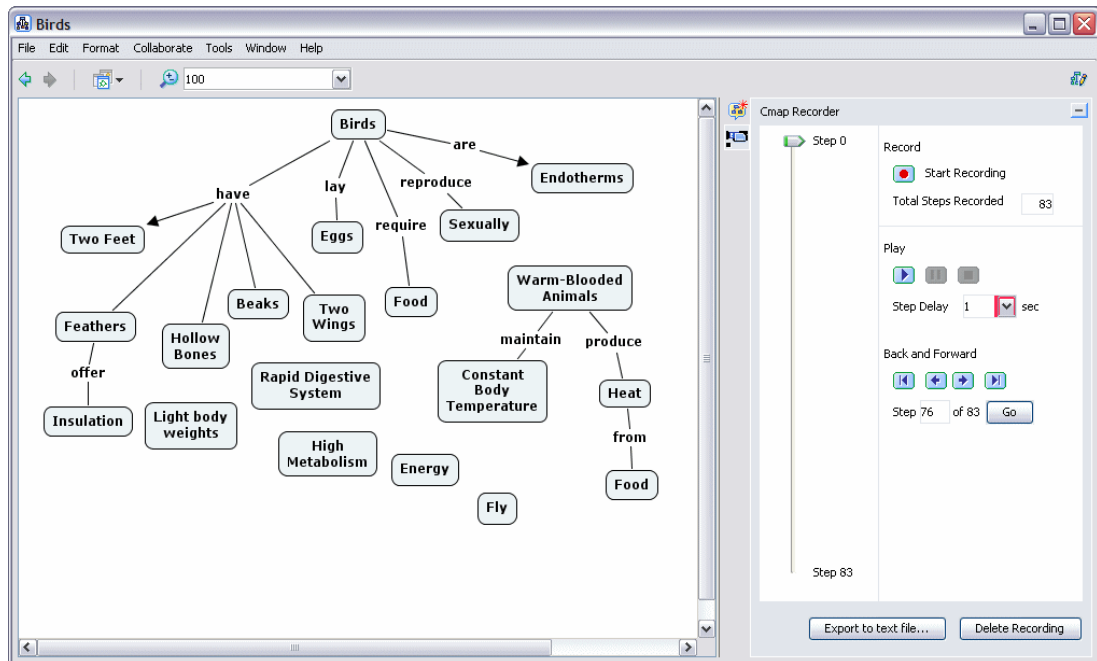 Birds
File Edit Format Collaborate Tools Window Help
100
Birds
are
Endotherms
have
lay
reproduce
require
Two Feet
Eggs
Sexually
Warm-Blooded
Animals
Beaks
Two
Wings
Food
Feathers
Hollow
Bones
maintain
produce
offer
Rapid Digestive
System
Constant
Body
Temperature
Heat
Insulation
Light body
weights
from
High
Metabolism
Energy
Food
Fly
Cmap Recorder
Step 0
Step 83
Record
Start Recording
Total Steps Recorded 83
Play
Step Delay 1 sec
Back and Forward
Step 76 of 83 Go
Export to text file... Delete Recording